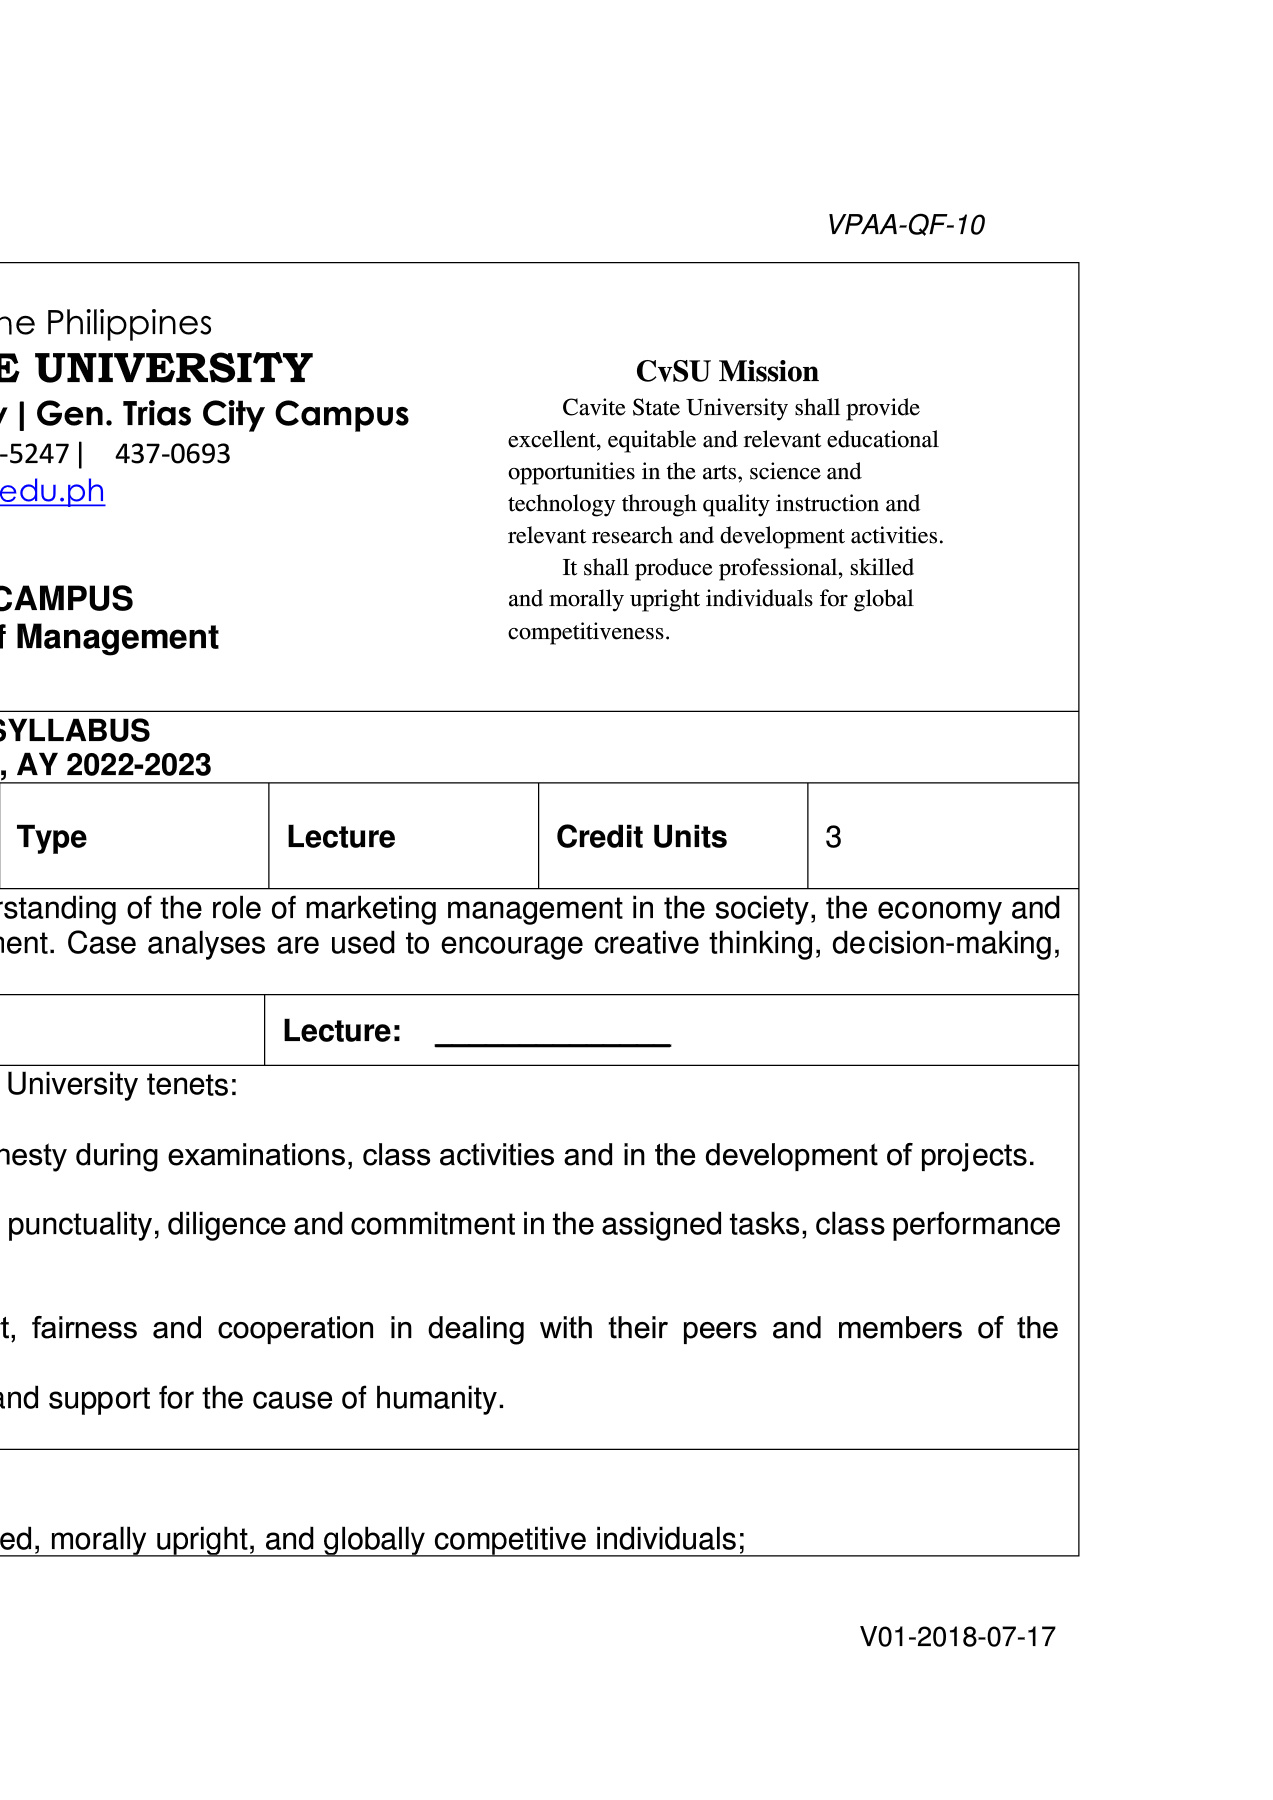 VPAA-QF-10
he Philippines
E UNIVERSITY
y | Gen. Trias City Campus
-5247 | 437-0693
edu.ph
CAMPUS
f Management
CvSU Mission
Cavite State University shall provide
excellent, equitable and relevant educational
opportunities in the arts, science and
technology through quality instruction and
relevant research and development activities.
It shall produce professional, skilled
and morally upright individuals for global
competitiveness.
SYLLABUS
, AY 2022-2023
Type Lecture Credit Units 3
rstanding of the role of marketing management in the society, the economy and
nent. Case analyses are used to encourage creative thinking, decision-making,
Lecture: ______________
University tenets:
nesty during examinations, class activities and in the development of projects.
punctuality, diligence and commitment in the assigned tasks, class performance
t, fairness and cooperation in dealing with their peers and members of the
and support for the cause of humanity.
ed, morally upright, and globally competitive individuals;
V01-2018-07-17